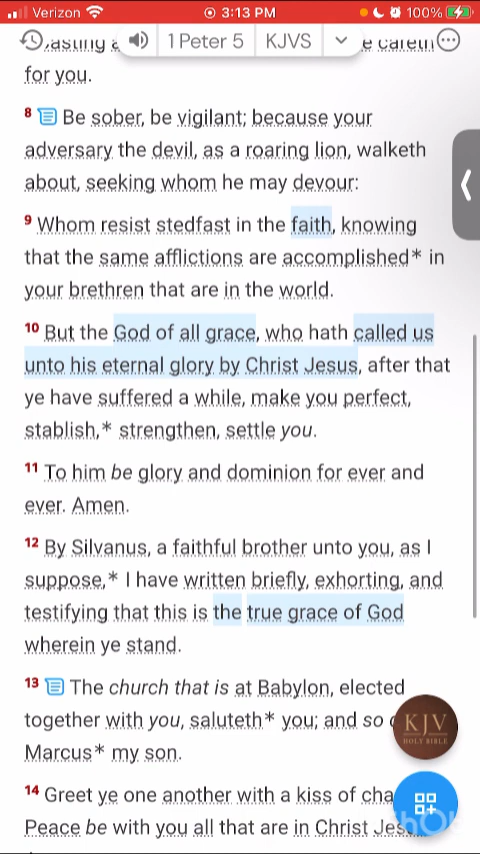 Verizon 3:13 PM 100%
asting 1 Peter 5 KJVS e careth
for you.
8 Be sober, be vigilant; because your
adversary the devil, as a roaring lion, walketh
about, seeking whom he may devour:
9 Whom resist stedfast in the faith, knowing
that the same afflictions are accomplished* in
your brethren that are in the world.
10 But the God of all grace, who hath called us
unto his eternal glory by Christ Jesus, after that
ye have suffered a while, make you perfect,
stablish,* strengthen, settle you.
11 To him be glory and dominion for ever and
ever. Amen.
12 By Silvanus, a faithful brother unto you, as I
suppose,* I have written briefly, exhorting, and
testifying that this is the true grace of God
wherein ye stand.
13 The church that is at Babylon, elected
together with you, saluteth* you; and so
KJV
HOLY BIBLE
Marcus* my son.
14 Greet ye one another with a kiss of cha
Peace be with you all that are in Christ Jes